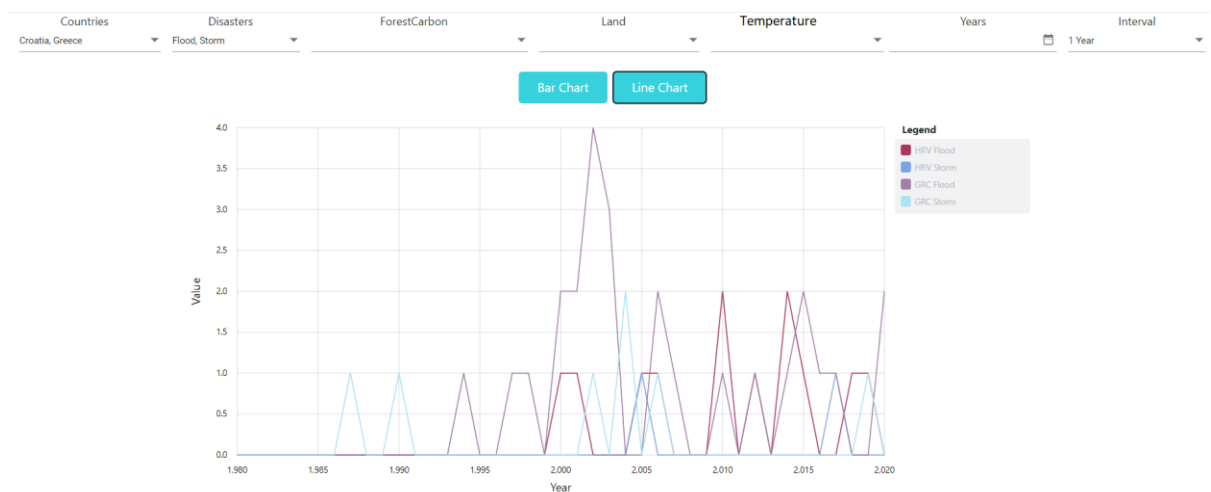 Countries Disasters ForestCarbon Land Temperature Years Interval
Croatia, Greece Flood, Storm 1 Year
Bar Chart Line Chart
Legend
HRV Flood
HRV Storm
GRC Flood
GRC Storm
4.0
3.5
3.0
2.5
2.0
1.5
1.0
0.5
0.0
Value
1,980 1,985 1,990 1,995 2,000 2,005 2,010 2,015 2,020
Year